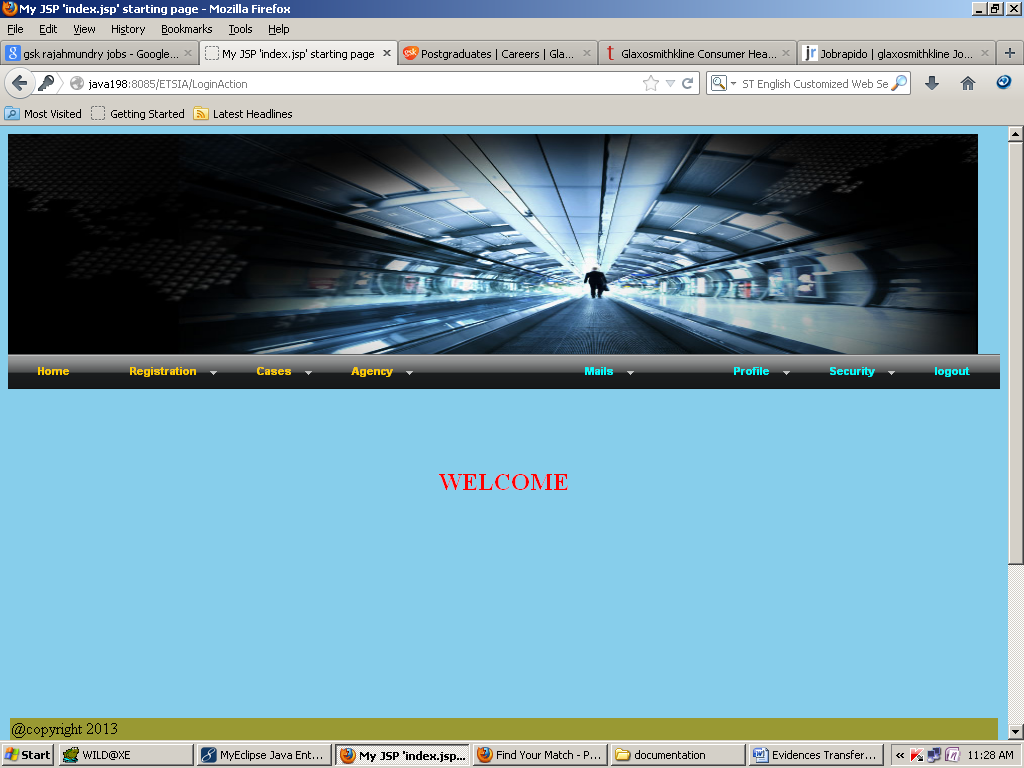 My JSP 'index.jsp' starting page - Mozilla Firefox
File Edit View History Bookmarks Tools Help
gsk rajahmundry jobs - Google... My JSP 'index.jsp' starting page Postgraduates | Careers | Gla... Glaxosmithkline Consumer Hea... Jobrapido | glaxosmithkline Jo...
java198:8085/ETSIA/LoginAction ST English Customized Web Se
Most Visited Getting Started Latest Headlines
Home Registration Cases Agency Mails Profile Security logout
WELCOME
@copyright 2013
Start WILD@XE MyEclipse Java Ent... My JSP 'index.jsp... Find Your Match - P... documentation Evidences Transfer... « 11:28 AM